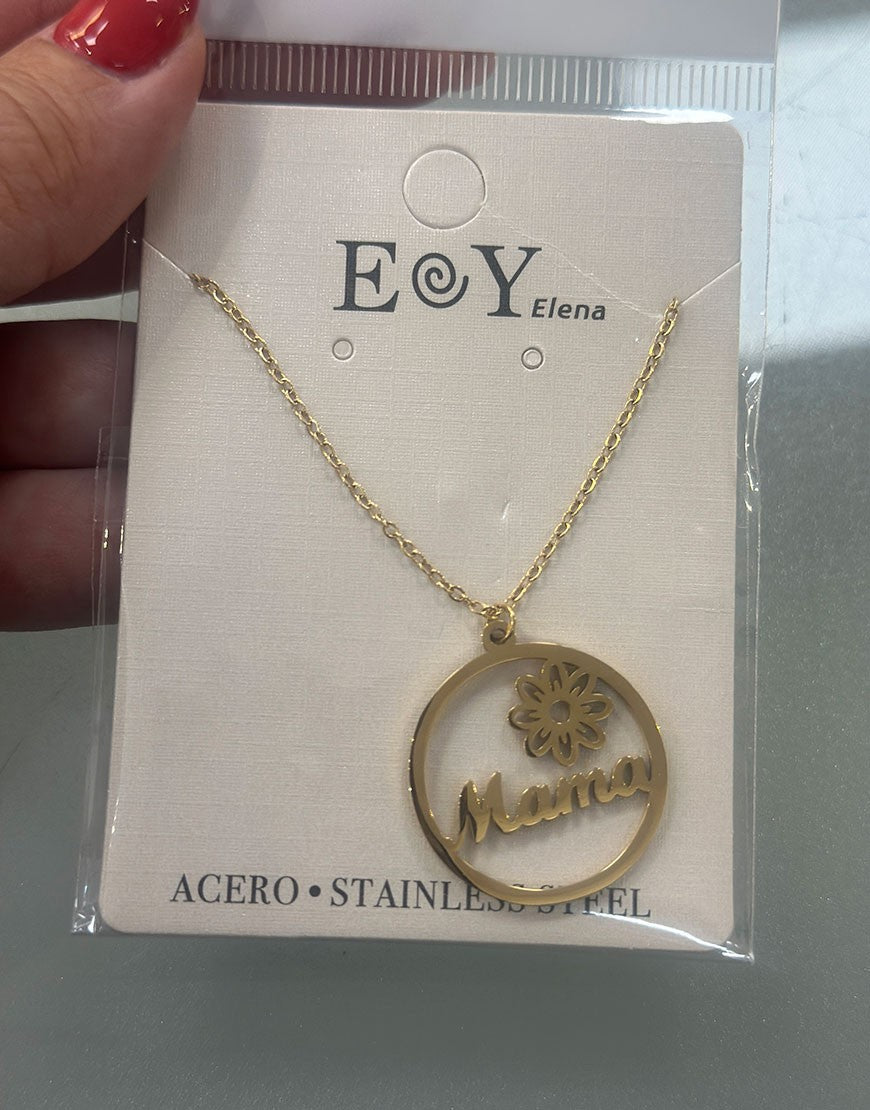 E Y Elena
Mama
ACERO • STAINLESS STEEL